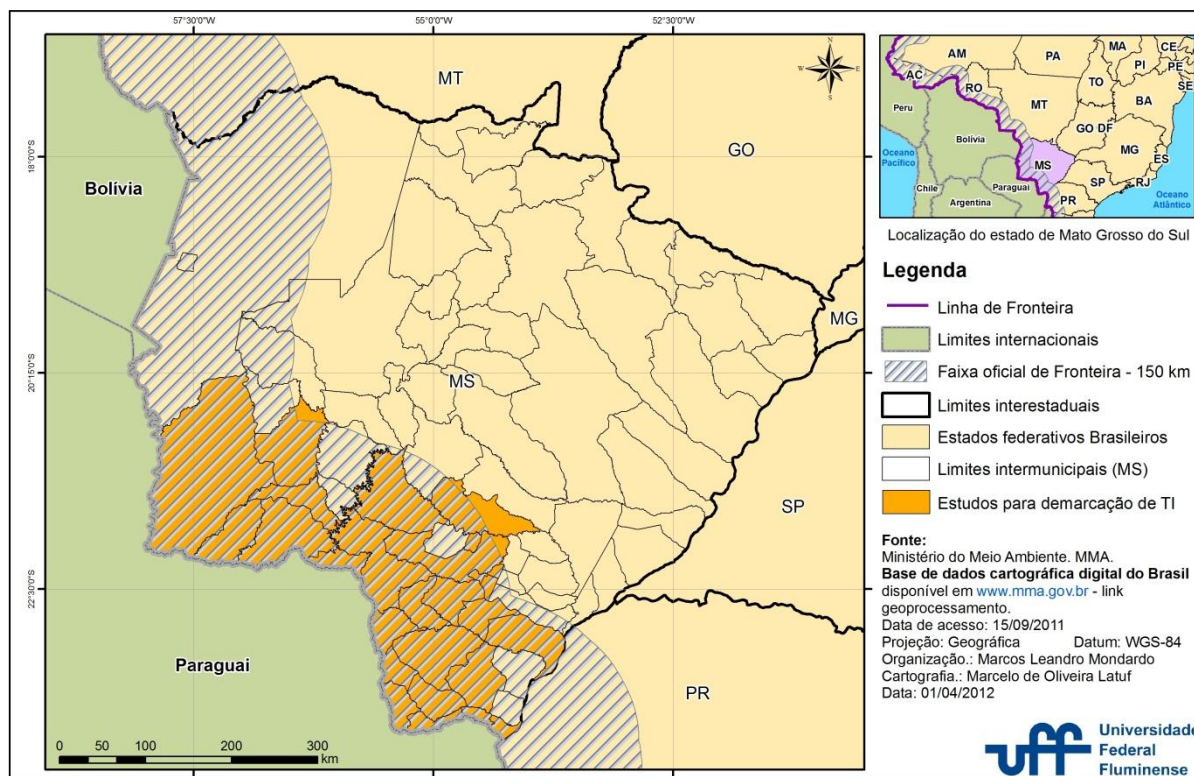 57°30'0"W
55°0'0"W
52°30'0"W
18°0'0"S
20°15'0"S
22°30'0"S
N
W
E
S
MT
GO
Bolívia
MS
MG
SP
Paraguai
PR
0
50
100
200
300
km
AM
PA
MA
CE
AC
RO
TO
PI
PE
SE
Peru
MT
BA
Bolívia
GO
DF
Oceano
Pacífico
MG
ES
MS
Chile
Paraguai
SP
RJ
Argentina
PR
Oceano
Atlântico
Localização do estado de Mato Grosso do Sul
Legenda
Linha de Fronteira
Limites internacionais
Faixa oficial de Fronteira - 150 km
Limites interestaduais
Estados federativos Brasileiros
Limites intermunicipais (MS)
Estudos para demarcação de TI
Fonte:
Ministério do Meio Ambiente. MMA.
Base de dados cartográfica digital do Brasil
disponível em www.mma.gov.br - link
geoprocessamento.
Data de acesso: 15/09/2011
Projeção: Geográfica Datum: WGS-84
Organização.: Marcos Leandro Mondardo
Cartografia.: Marcelo de Oliveira Latuf
Data: 01/04/2012
uff
Universidade
Federal
Fluminense